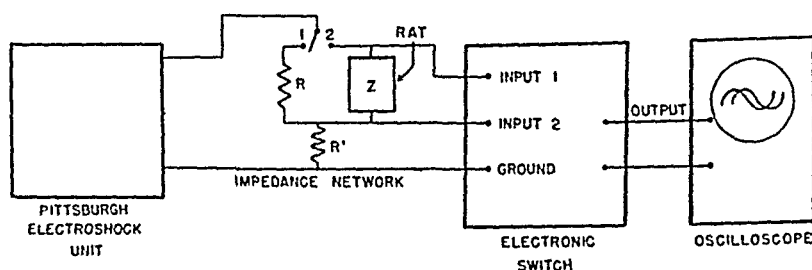 1 2 RAT
R Z
R'
INPUT 1
INPUT 2
GROUND
OUTPUT
IMPEDANCE NETWORK
PITTSBURGH
ELECTROSHOCK
UNIT
ELECTRONIC
SWITCH
OSCILLOSCOPE